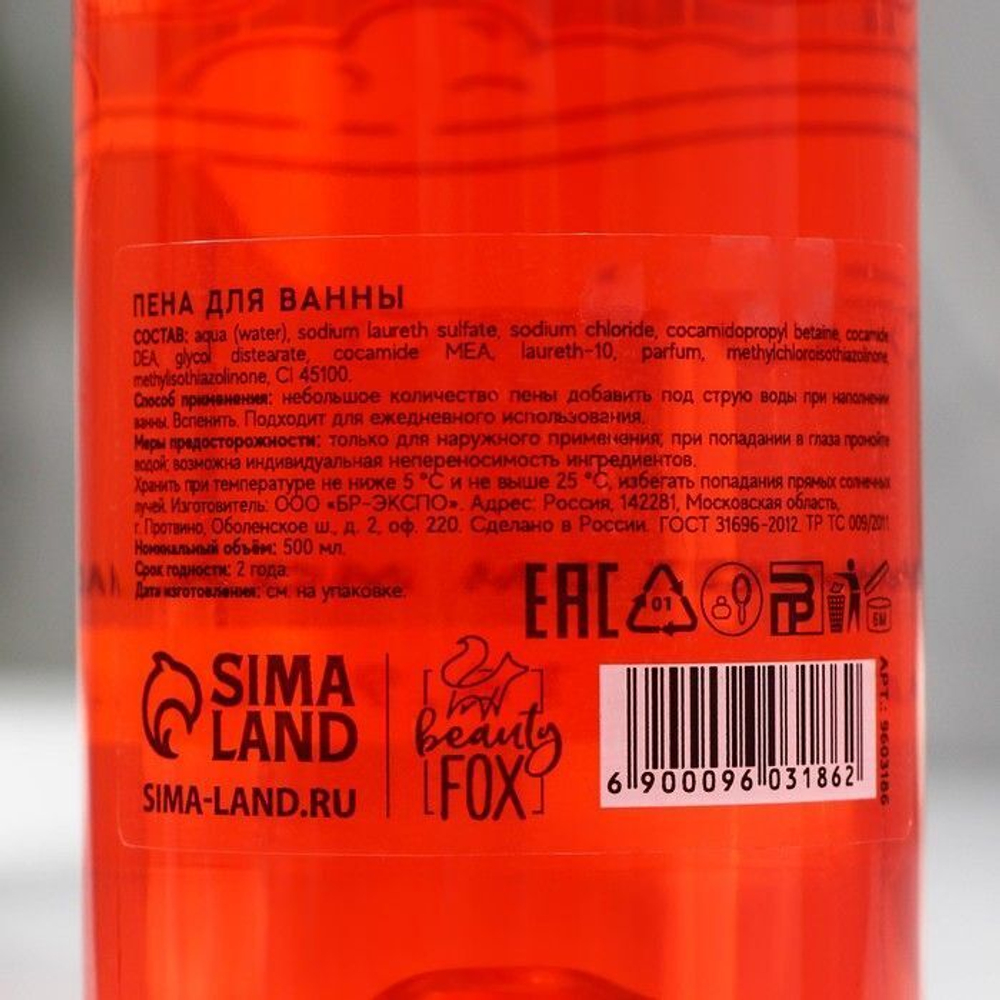 ПЕНА ДЛЯ ВАННЫ
СОСТАВ: aqua (water), sodium laureth sulfate, sodium chloride, cocamidopropyl betaine, cocamide
DEA, glycol distearate, cocamide MEA, laureth-10, parfum, methylchloroisothiazolinone,
methylisothiazolinone, CI 45100.
Способ применения: небольшое количество пены добавить под струю воды при наполнении
ванны. Вспенить. Подходит для ежедневного использования.
Меры предосторожности: только для наружного применения; при попадании в глаза промойте
водой; возможна индивидуальная непереносимость ингредиентов.
Хранить при температуре не ниже 5 °C и не выше 25 °C, избегать попадания прямых солнечных
лучей. Изготовитель: ООО «БР-ЭКСПО». Адрес: Россия, 142281, Московская область,
г. Протвино, Оболенское ш., д. 2, оф. 220. Сделано в России. ГОСТ 31696-2012. ТР ТС 009/2011
Номинальный объём: 500 мл.
Срок годности: 2 года.
Дата изготовления: см. на упаковке.
EAC 01 РБ 6M
SIMA
LAND
SIMA-LAND.RU
beauty
FOX
6 900096 031862
АРТ.: 9603186